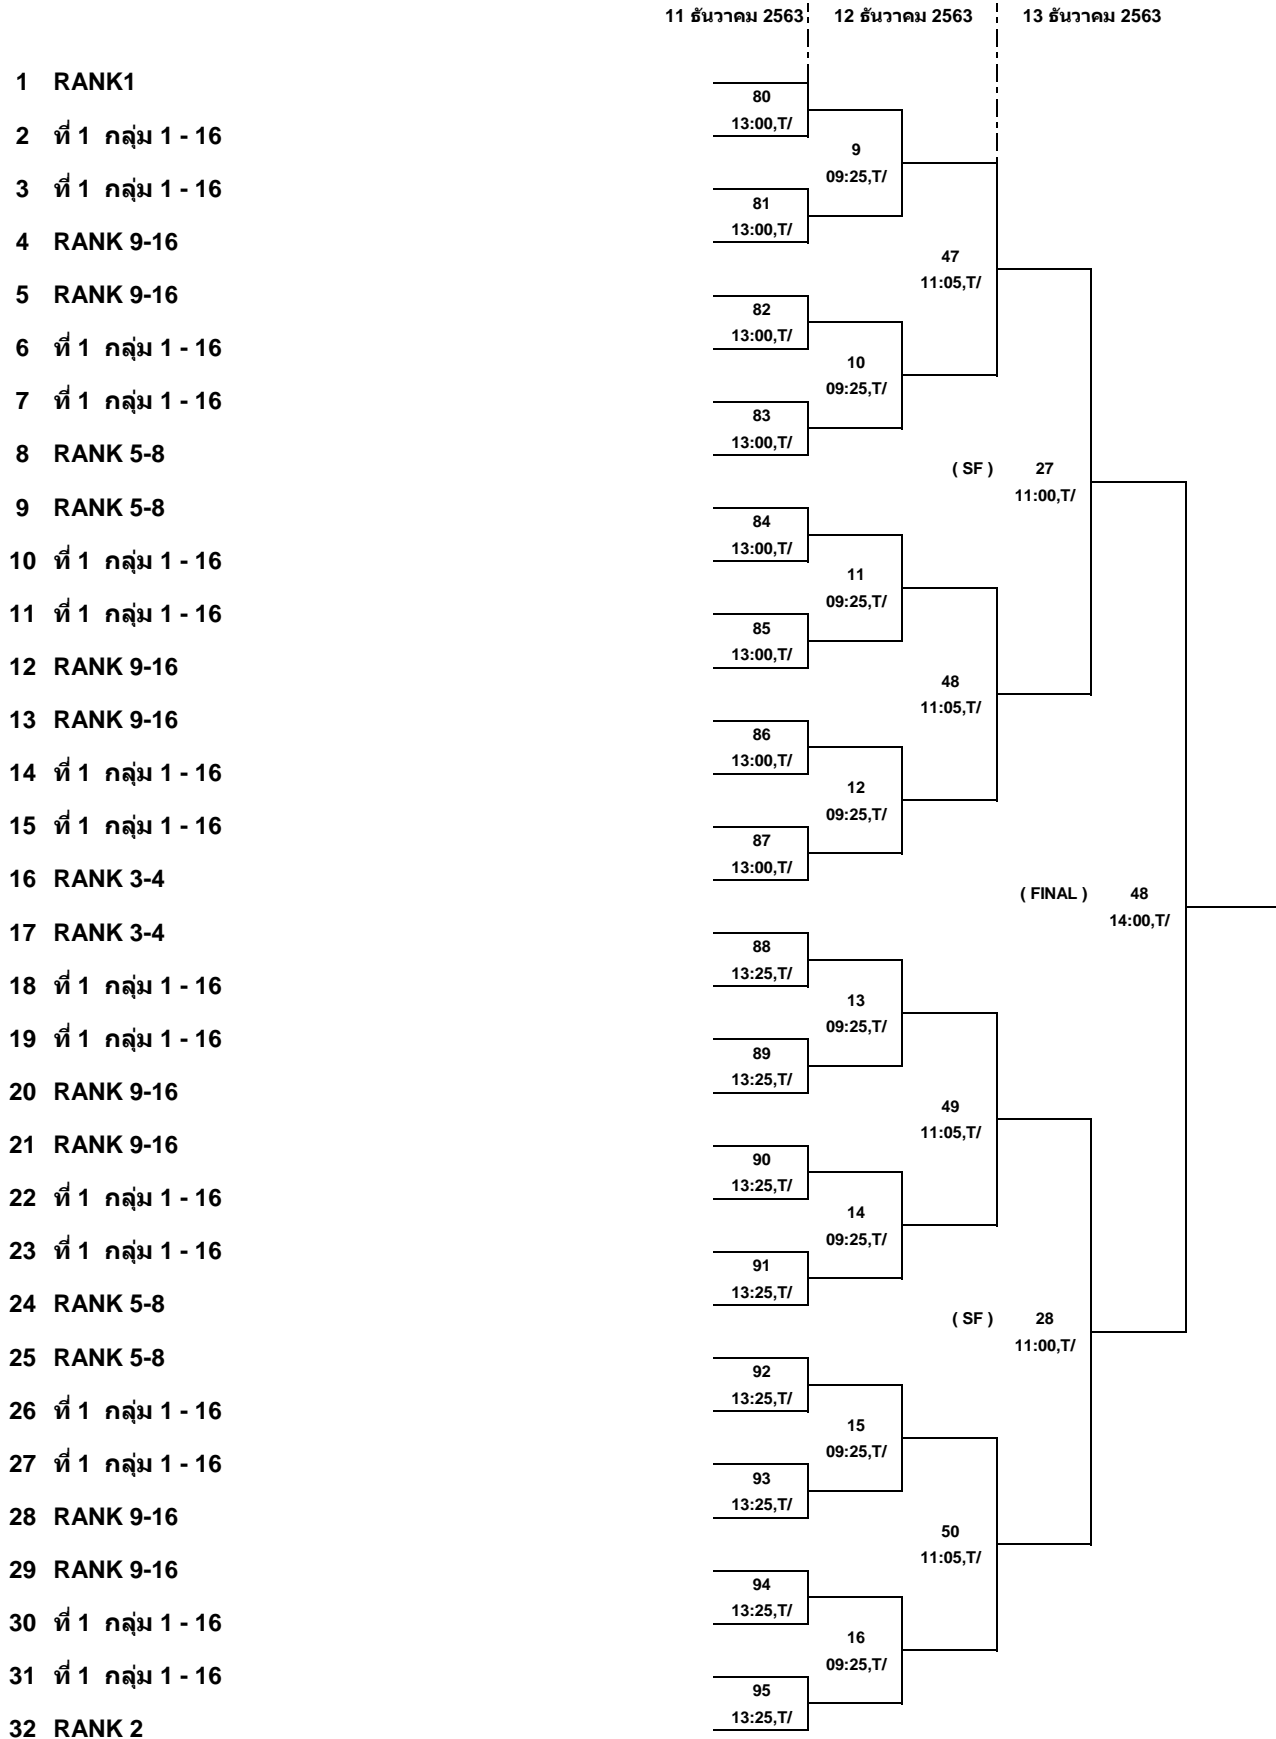 11 ธันวาคม 2563 12 ธันวาคม 2563 13 ธันวาคม 2563
1 RANK1
80
13:00,T/
2 ที่ 1 กลุ่ม 1 - 16
9
09:25,T/
3 ที่ 1 กลุ่ม 1 - 16
81
13:00,T/
4 RANK 9-16
47
11:05,T/
5 RANK 9-16
82
13:00,T/
6 ที่ 1 กลุ่ม 1 - 16
10
09:25,T/
7 ที่ 1 กลุ่ม 1 - 16
83
13:00,T/
8 RANK 5-8
( SF ) 27
11:00,T/
9 RANK 5-8
84
13:00,T/
10 ที่ 1 กลุ่ม 1 - 16
11
09:25,T/
11 ที่ 1 กลุ่ม 1 - 16
85
13:00,T/
12 RANK 9-16
48
11:05,T/
13 RANK 9-16
86
13:00,T/
14 ที่ 1 กลุ่ม 1 - 16
12
09:25,T/
15 ที่ 1 กลุ่ม 1 - 16
87
13:00,T/
16 RANK 3-4
( FINAL ) 48
14:00,T/
17 RANK 3-4
88
13:25,T/
18 ที่ 1 กลุ่ม 1 - 16
13
09:25,T/
19 ที่ 1 กลุ่ม 1 - 16
89
13:25,T/
20 RANK 9-16
49
11:05,T/
21 RANK 9-16
90
13:25,T/
22 ที่ 1 กลุ่ม 1 - 16
14
09:25,T/
23 ที่ 1 กลุ่ม 1 - 16
91
13:25,T/
24 RANK 5-8
( SF ) 28
11:00,T/
25 RANK 5-8
92
13:25,T/
26 ที่ 1 กลุ่ม 1 - 16
15
09:25,T/
27 ที่ 1 กลุ่ม 1 - 16
93
13:25,T/
28 RANK 9-16
50
11:05,T/
29 RANK 9-16
94
13:25,T/
30 ที่ 1 กลุ่ม 1 - 16
16
09:25,T/
31 ที่ 1 กลุ่ม 1 - 16
95
13:25,T/
32 RANK 2